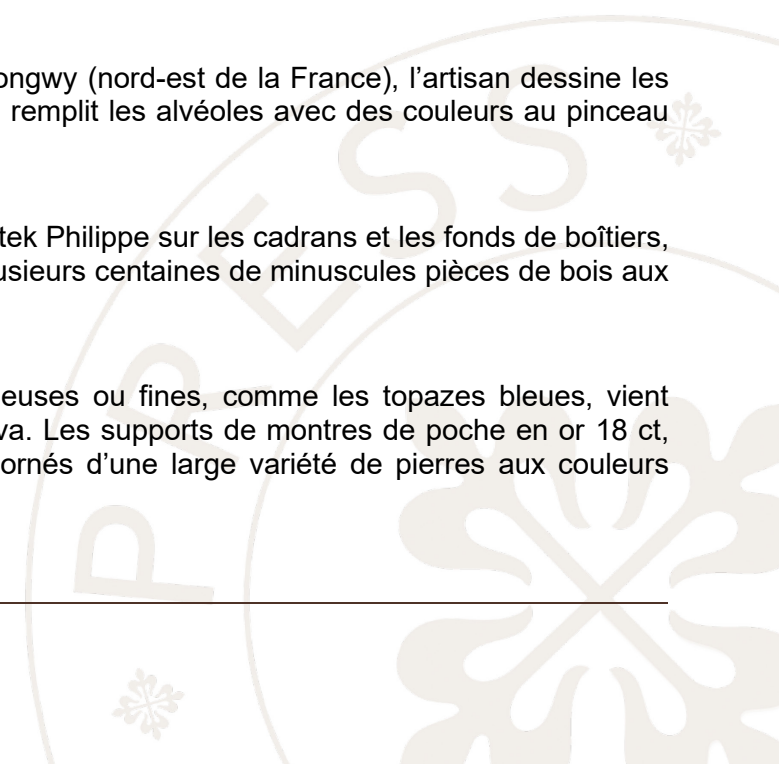 ongwy (nord-est de la France), l’artisan dessine les
remplit les alvéoles avec des couleurs au pinceau
tek Philippe sur les cadrans et les fonds de boîtiers,
usieurs centaines de minuscules pièces de bois aux
euses ou fines, comme les topazes bleues, vient
va. Les supports de montres de poche en or 18 ct,
ornés d’une large variété de pierres aux couleurs
PRESS